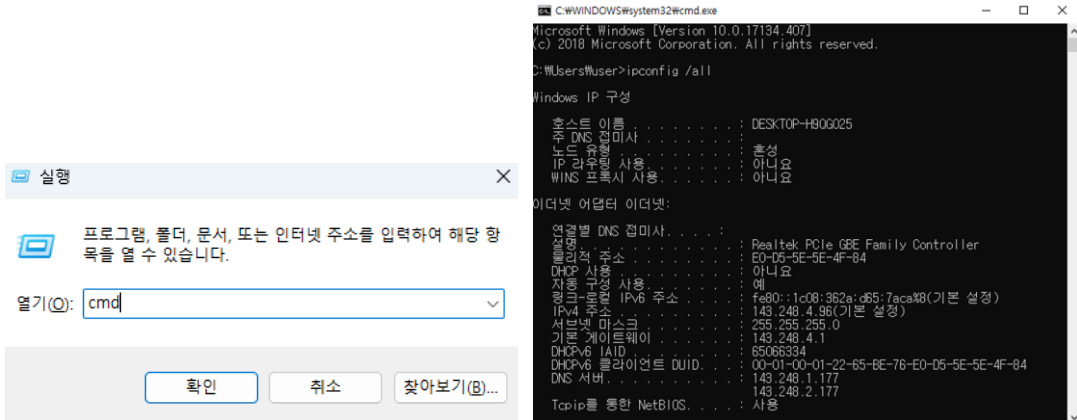 실행
프로그램, 폴더, 문서, 또는 인터넷 주소를 입력하여 해당 항
목을 열 수 있습니다.
열기(O): cmd
확인 취소 찾아보기(B)...
C:₩WINDOWS₩system32₩cmd.exe
Microsoft Windows [Version 10.0.17134.407]
(c) 2018 Microsoft Corporation. All rights reserved.
C:₩Users₩user>ipconfig /all
Windows IP 구성
호스트 이름 . . . . . . . . : DESKTOP-H90G025
주 DNS 접미사 . . . . . . . :
노드 유형 . . . . . . . . . : 혼성
IP 라우팅 사용. . . . . . . : 아니요
WINS 프록시 사용. . . . . . : 아니요
이더넷 어댑터 이더넷:
연결별 DNS 접미사. . . . :
설명. . . . . . . . . . . . : Realtek PCIe GBE Family Controller
물리적 주소 . . . . . . . . : E0-D5-5E-5E-4F-84
DHCP 사용 . . . . . . . . . : 아니요
자동 구성 사용. . . . . . . : 예
링크-로컬 IPv6 주소 . . . . : fe80::1c08:362a:d65:7aca%8(기본 설정)
IPv4 주소 . . . . . . . . . : 143.248.4.96(기본 설정)
서브넷 마스크 . . . . . . . : 255.255.255.0
기본 게이트웨이 . . . . . . : 143.248.4.1
DHCPv6 IAID . . . . . . . . : 65066334
DHCPv6 클라이언트 DUID. . . : 00-01-00-01-22-65-BE-76-E0-D5-5E-5E-4F-84
DNS 서버. . . . . . . . . . : 143.248.1.177
143.248.2.177
Tcpip를 통한 NetBIOS. . . . : 사용